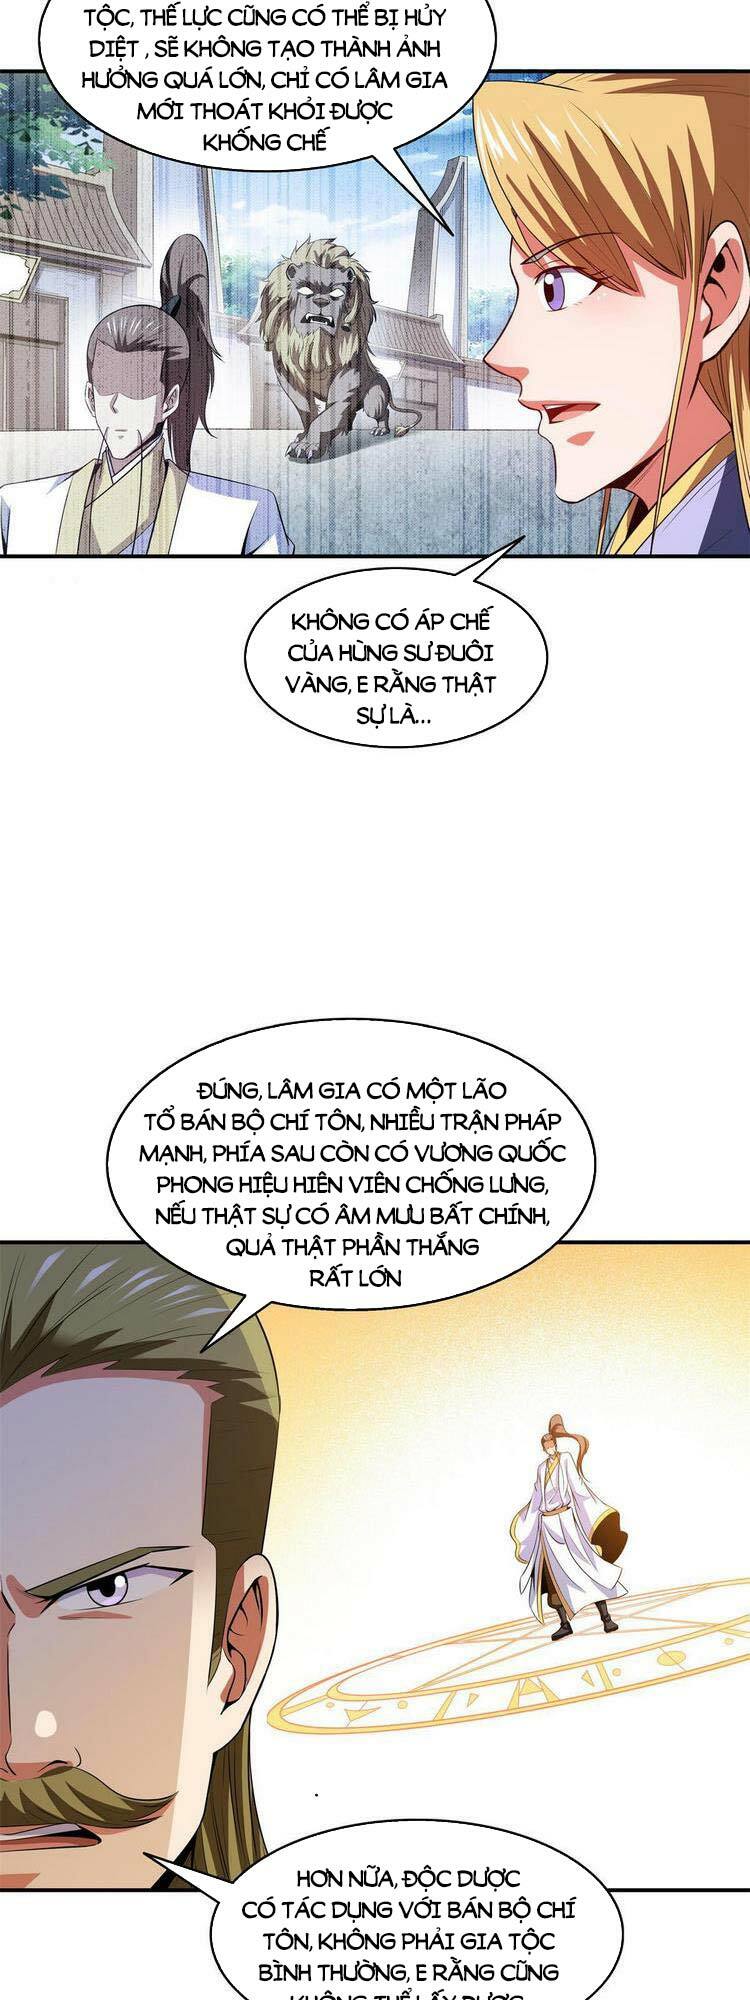 TỘC, THẾ LỰC CŨNG CÓ THỂ BỊ HỦY
DIỆT , SẼ KHÔNG TẠO THÀNH ẢNH
HƯỞNG QUÁ LỚN, CHỈ CÓ LÂM GIA
MỚI THOÁT KHỎI ĐƯỢC
KHỐNG CHẾ
KHÔNG CÓ ÁP CHẾ
CỦA HÙNG SƯ ĐUÔI
VÀNG, E RẰNG THẬT
SỰ LÀ...
ĐÚNG, LÂM GIA CÓ MỘT LÃO
TỔ BÁN BỘ CHÍ TÔN, NHIỀU TRẬN PHÁP
MẠNH, PHÍA SAU CÒN CÓ VƯƠNG QUỐC
PHONG HIỆU HIÊN VIÊN CHỐNG LƯNG,
NẾU THẬT SỰ CÓ ÂM MƯU BẤT CHÍNH,
QUẢ THẬT PHẦN THẮNG
RẤT LỚN
HƠN NỮA, ĐỘC DƯỢC
CÓ TÁC DỤNG VỚI BÁN BỘ CHÍ
TÔN, KHÔNG PHẢI GIA TỘC
BÌNH THƯỜNG, E RẰNG CŨNG
KHÔNG THỂ LẤY ĐƯỢC